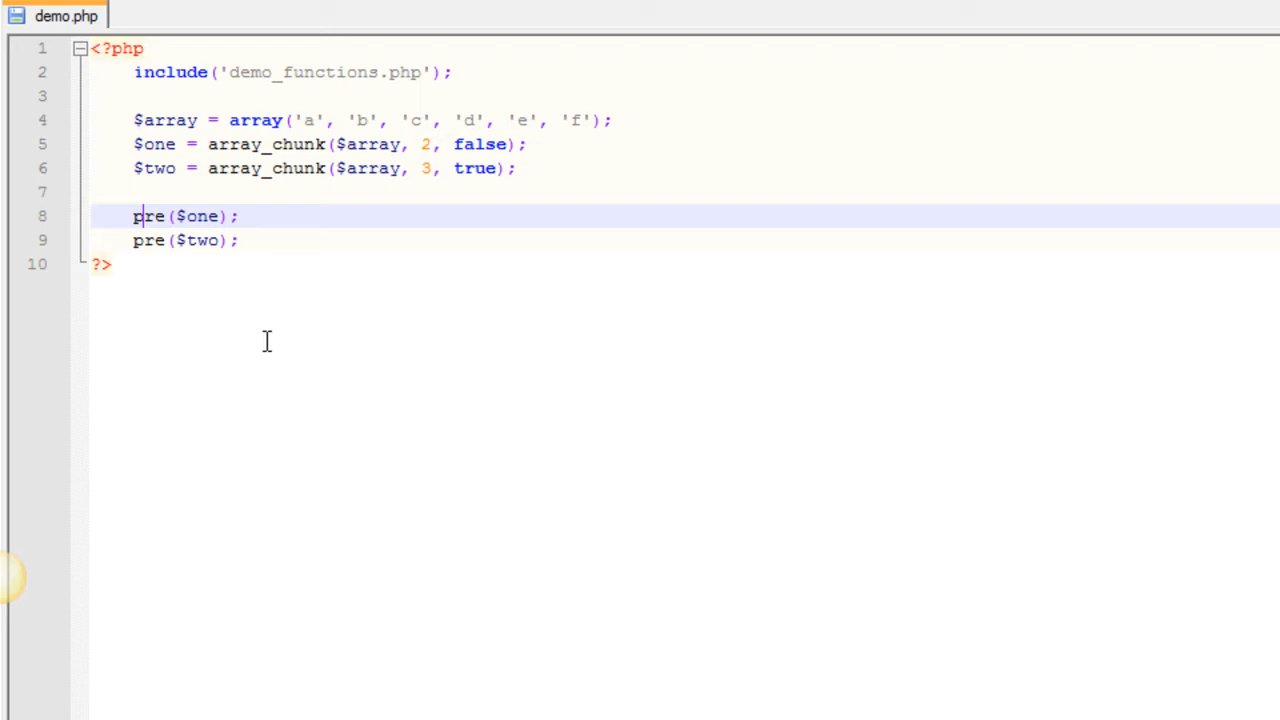 demo.php
1 <?php
2 include('demo_functions.php');
3
4 $array = array('a', 'b', 'c', 'd', 'e', 'f');
5 $one = array_chunk($array, 2, false);
6 $two = array_chunk($array, 3, true);
7
8 pre($one);
9 pre($two);
10 ?>